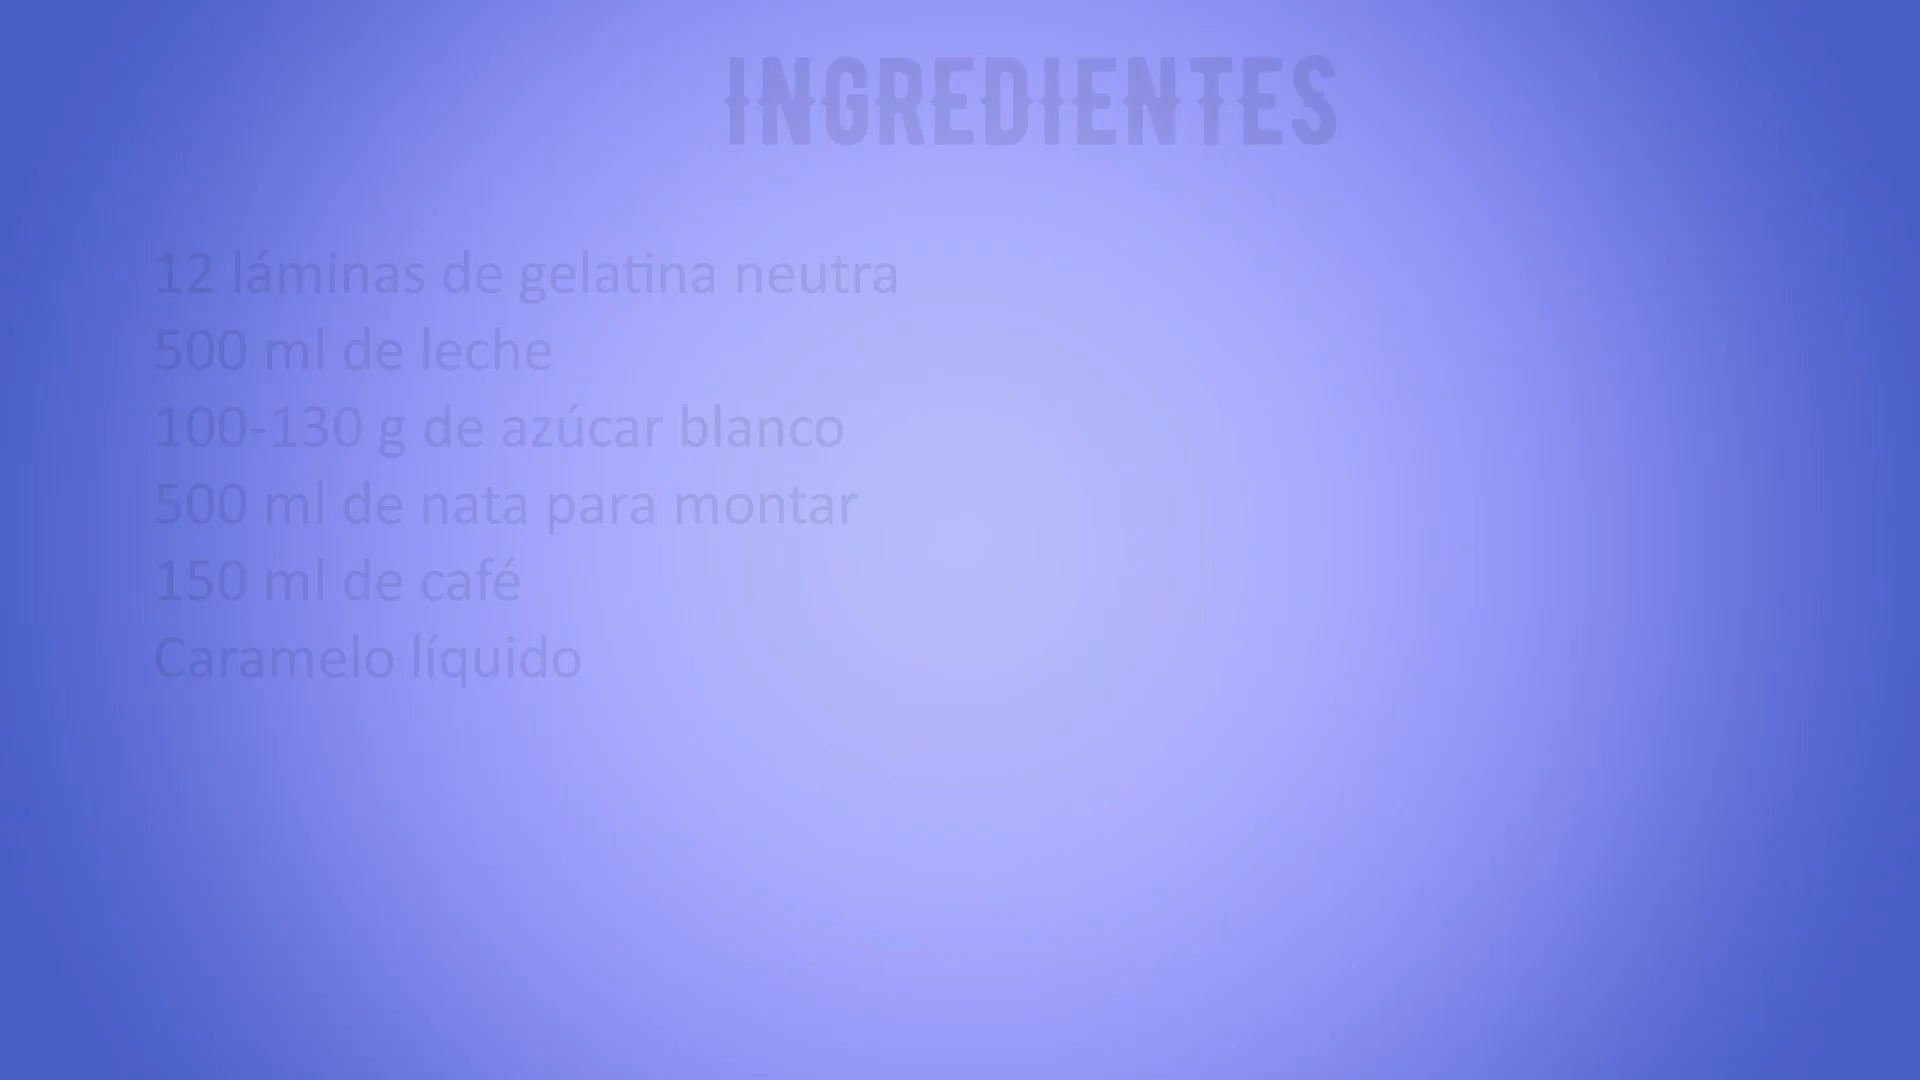 INGREDIENTES
12 láminas de gelatina neutra
500 ml de leche
100-130 g de azúcar blanco
500 ml de nata para montar
150 ml de café
Caramelo líquido